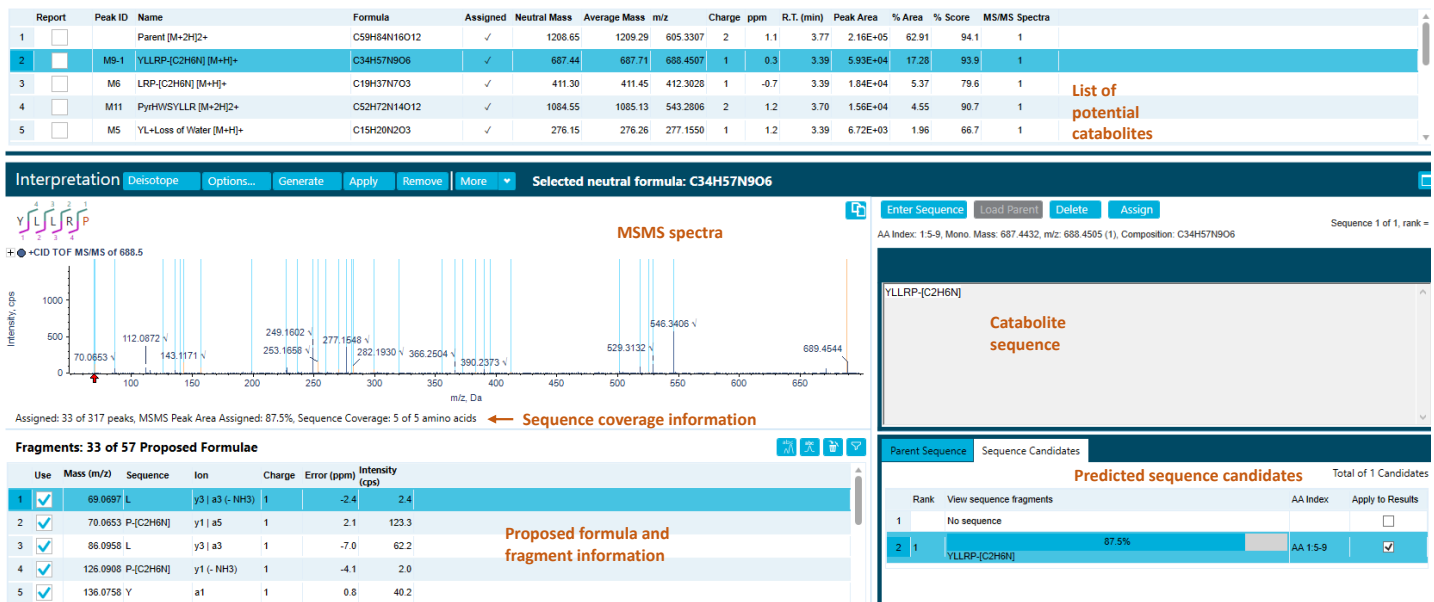 Report Peak ID Name Formula Assigned Neutral Mass Average Mass m/z Charge ppm R.T. (min) Peak Area % Area % Score MS/MS Spectra
1 Parent [M+2H]2+ C59H84N16O12 ✓ 1208.65 1209.29 605.3307 2 1.1 3.77 2.16E+05 62.91 94.1 1
2 M9-1 YLLRP-[C2H6N] [M+H]+ C34H57N9O6 ✓ 687.44 687.71 688.4507 1 0.3 3.39 5.93E+04 17.28 93.9 1
3 M6 LRP-[C2H6N] [M+H]+ C19H37N7O3 ✓ 411.30 411.45 412.3028 1 -0.7 3.39 1.84E+04 5.37 79.6 1
4 M11 PyrHWSYLLR [M+2H]2+ C52H72N14O12 ✓ 1084.55 1085.13 543.2806 2 1.2 3.70 1.56E+04 4.55 90.7 1
5 M5 YL+Loss of Water [M+H]+ C15H20N2O3 ✓ 276.15 276.26 277.1550 1 1.2 3.39 6.72E+03 1.96 66.7 1
List of
potential
catabolites
Interpretation Deisotope Options... Generate Apply Remove More Selected neutral formula: C34H57N9O6
4 3 2 1
Y L L R P
1 2 3 4
MSMS spectra
+CID TOF MS/MS of 688.5
Intensity, cps
1000
500
0
70.0653 √
112.0872 √
143.1171 √
249.1602 √
253.1658 √
277.1548 √
282.1930 √
366.2504 √
390.2373 √
529.3132 √
546.3406 √
689.4544
100 150 200 250 300 350 400 450 500 550 600 650
m/z, Da
Assigned: 33 of 317 peaks, MSMS Peak Area Assigned: 87.5%, Sequence Coverage: 5 of 5 amino acids
Sequence coverage information
Fragments: 33 of 57 Proposed Formulae
Use Mass (m/z) Sequence Ion Charge Error (ppm) Intensity (cps)
1 69.0697 L y3 | a3 (- NH3) 1 -2.4 2.4
2 70.0653 P-[C2H6N] y1 | a5 1 2.1 123.3
3 86.0958 L y3 | a3 1 -7.0 62.2
4 126.0908 P-[C2H6N] y1 (- NH3) 1 -4.1 2.0
5 136.0758 Y a1 1 0.8 40.2
Proposed formula and
fragment information
Enter Sequence Load Parent Delete Assign
Sequence 1 of 1, rank =
AA Index: 1:5-9, Mono. Mass: 687.4432, m/z: 688.4505 (1), Composition: C34H57N9O6
YLLRP-[C2H6N]
Catabolite
sequence
Parent Sequence Sequence Candidates
Predicted sequence candidates
Total of 1 Candidates
Rank View sequence fragments AA Index Apply to Results
1 No sequence
2 1 87.5% AA 1:5-9
YLLRP-[C2H6N]